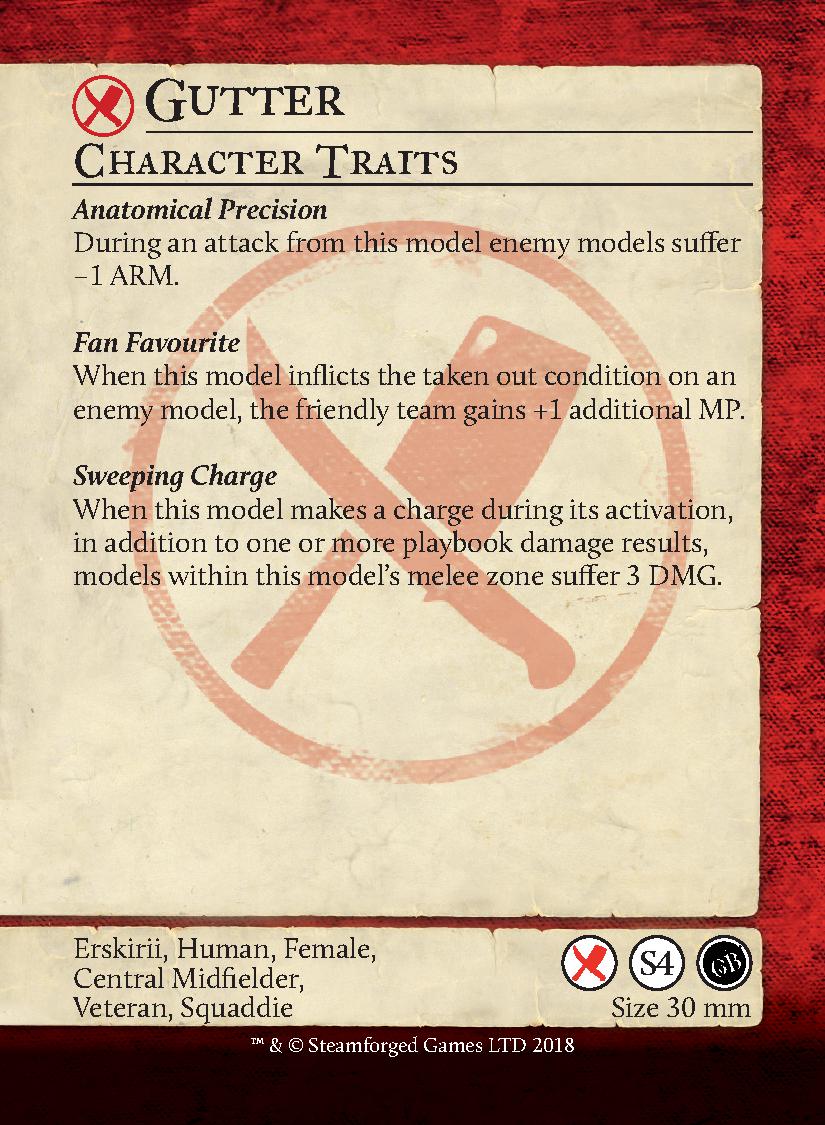 Gutter
Character Traits
Anatomical Precision
During an attack from this model enemy models suffer
–1 ARM.
Fan Favourite
When this model inflicts the taken out condition on an
enemy model, the friendly team gains +1 additional MP.
Sweeping Charge
When this model makes a charge during its activation,
in addition to one or more playbook damage results,
models within this model's melee zone suffer 3 DMG.
Erskirii, Human, Female,
Central Midfielder,
Veteran, Squaddie
S4
GB
Size 30 mm
™ & © Steamforged Games LTD 2018